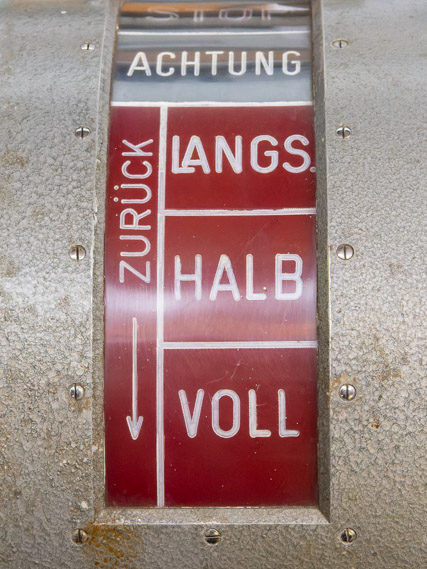 ACHTUNG
ZURÜCK
LANGS.
HALB
VOLL